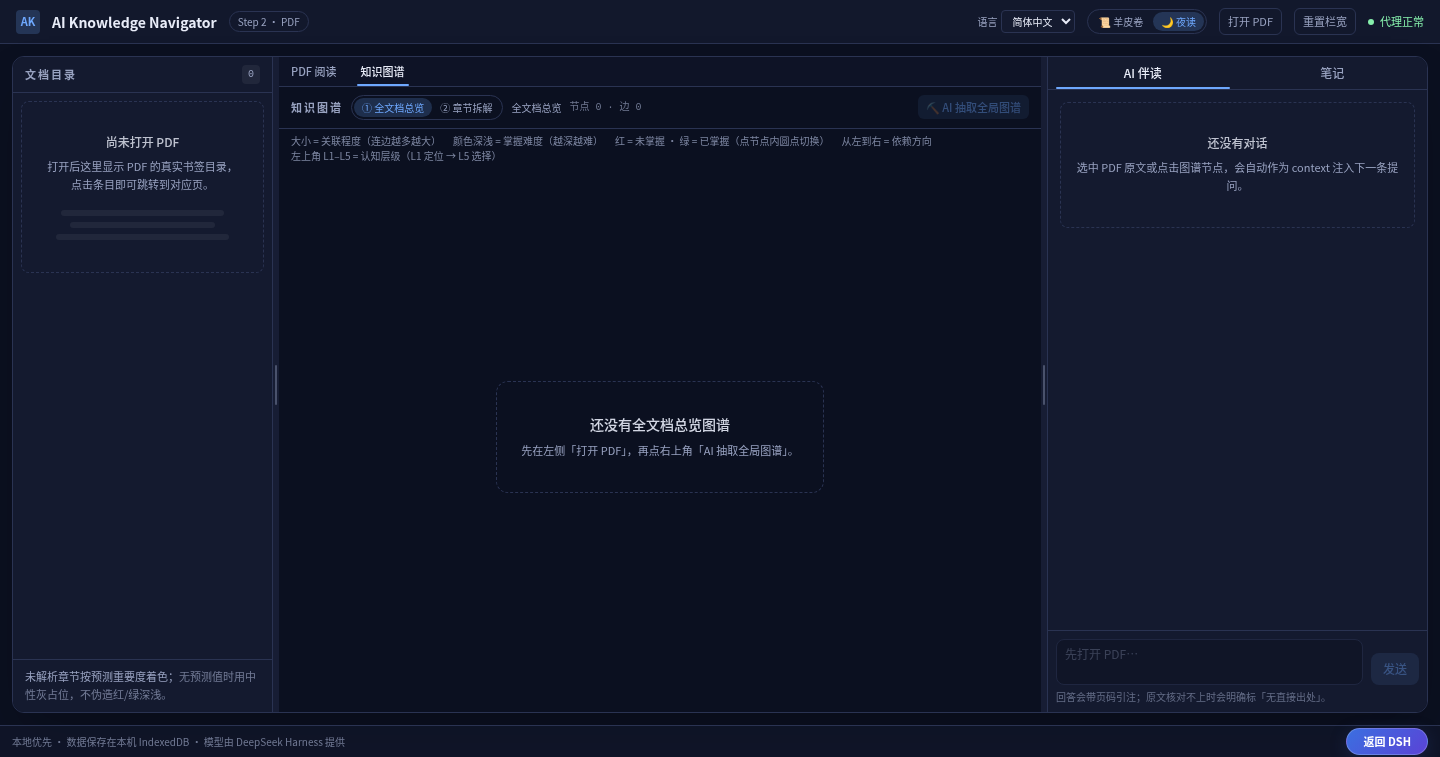 AK AI Knowledge Navigator Step 2 · PDF 语言 简体中文 📜 羊皮卷 🌙 夜读 打开 PDF 重置栏宽 代理正常
文档目录 0
尚未打开 PDF
打开后这里显示 PDF 的真实书签目录，
点击条目即可跳转到对应页。
未解析章节按预测重要度着色；无预测值时用中
性灰占位，不伪造红/绿深浅。
PDF 阅读 知识图谱
知识图谱 ① 全文档总览 ② 章节拆解 全文档总览 节点 0 · 边 0 ⛏️ AI 抽取全局图谱
大小 = 关联程度（连边越多越大） 颜色深浅 = 掌握难度（越深越难） 红 = 未掌握 · 绿 = 已掌握（点节点内圆点切换） 从左到右 = 依赖方向
左上角 L1–L5 = 认知层级（L1 定位 → L5 选择）
还没有全文档总览图谱
先在左侧「打开 PDF」，再点右上角「AI 抽取全局图谱」。
AI 伴读 笔记
还没有对话
选中 PDF 原文或点击图谱节点，会自动作为 context 注入下一条提
问。
先打开 PDF…
发送
回答会带页码引注；原文核对不上时会明确标「无直接出处」。
本地优先 · 数据保存在本机 IndexedDB · 模型由 DeepSeek Harness 提供 返回 DSH